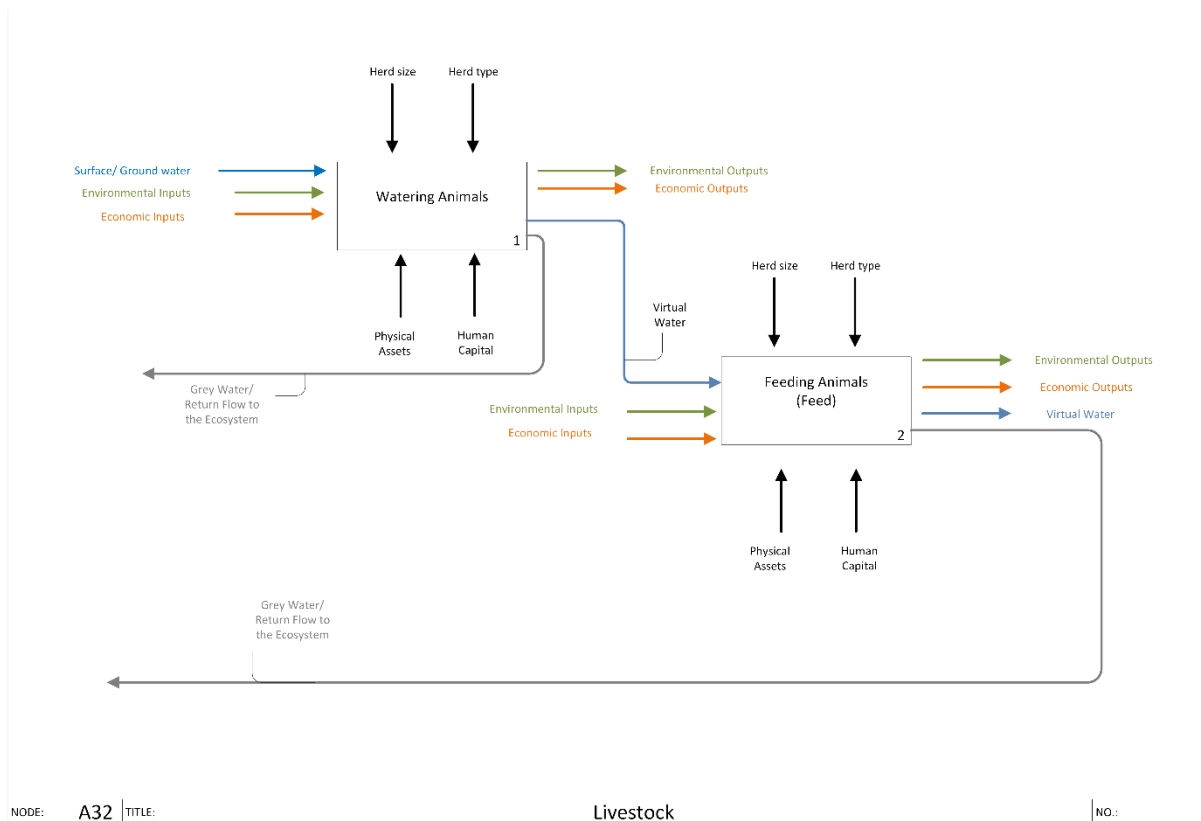 Herd size
Herd type
Surface/ Ground water
Environmental Inputs
Economic Inputs
Watering Animals
1
Environmental Outputs
Economic Outputs
Physical
Assets
Human
Capital
Grey Water/
Return Flow to
the Ecosystem
Virtual
Water
Herd size
Herd type
Environmental Inputs
Economic Inputs
Feeding Animals
(Feed)
2
Environmental Outputs
Economic Outputs
Virtual Water
Physical
Assets
Human
Capital
Grey Water/
Return Flow to
the Ecosystem
NODE: A32 TITLE: Livestock NO.: